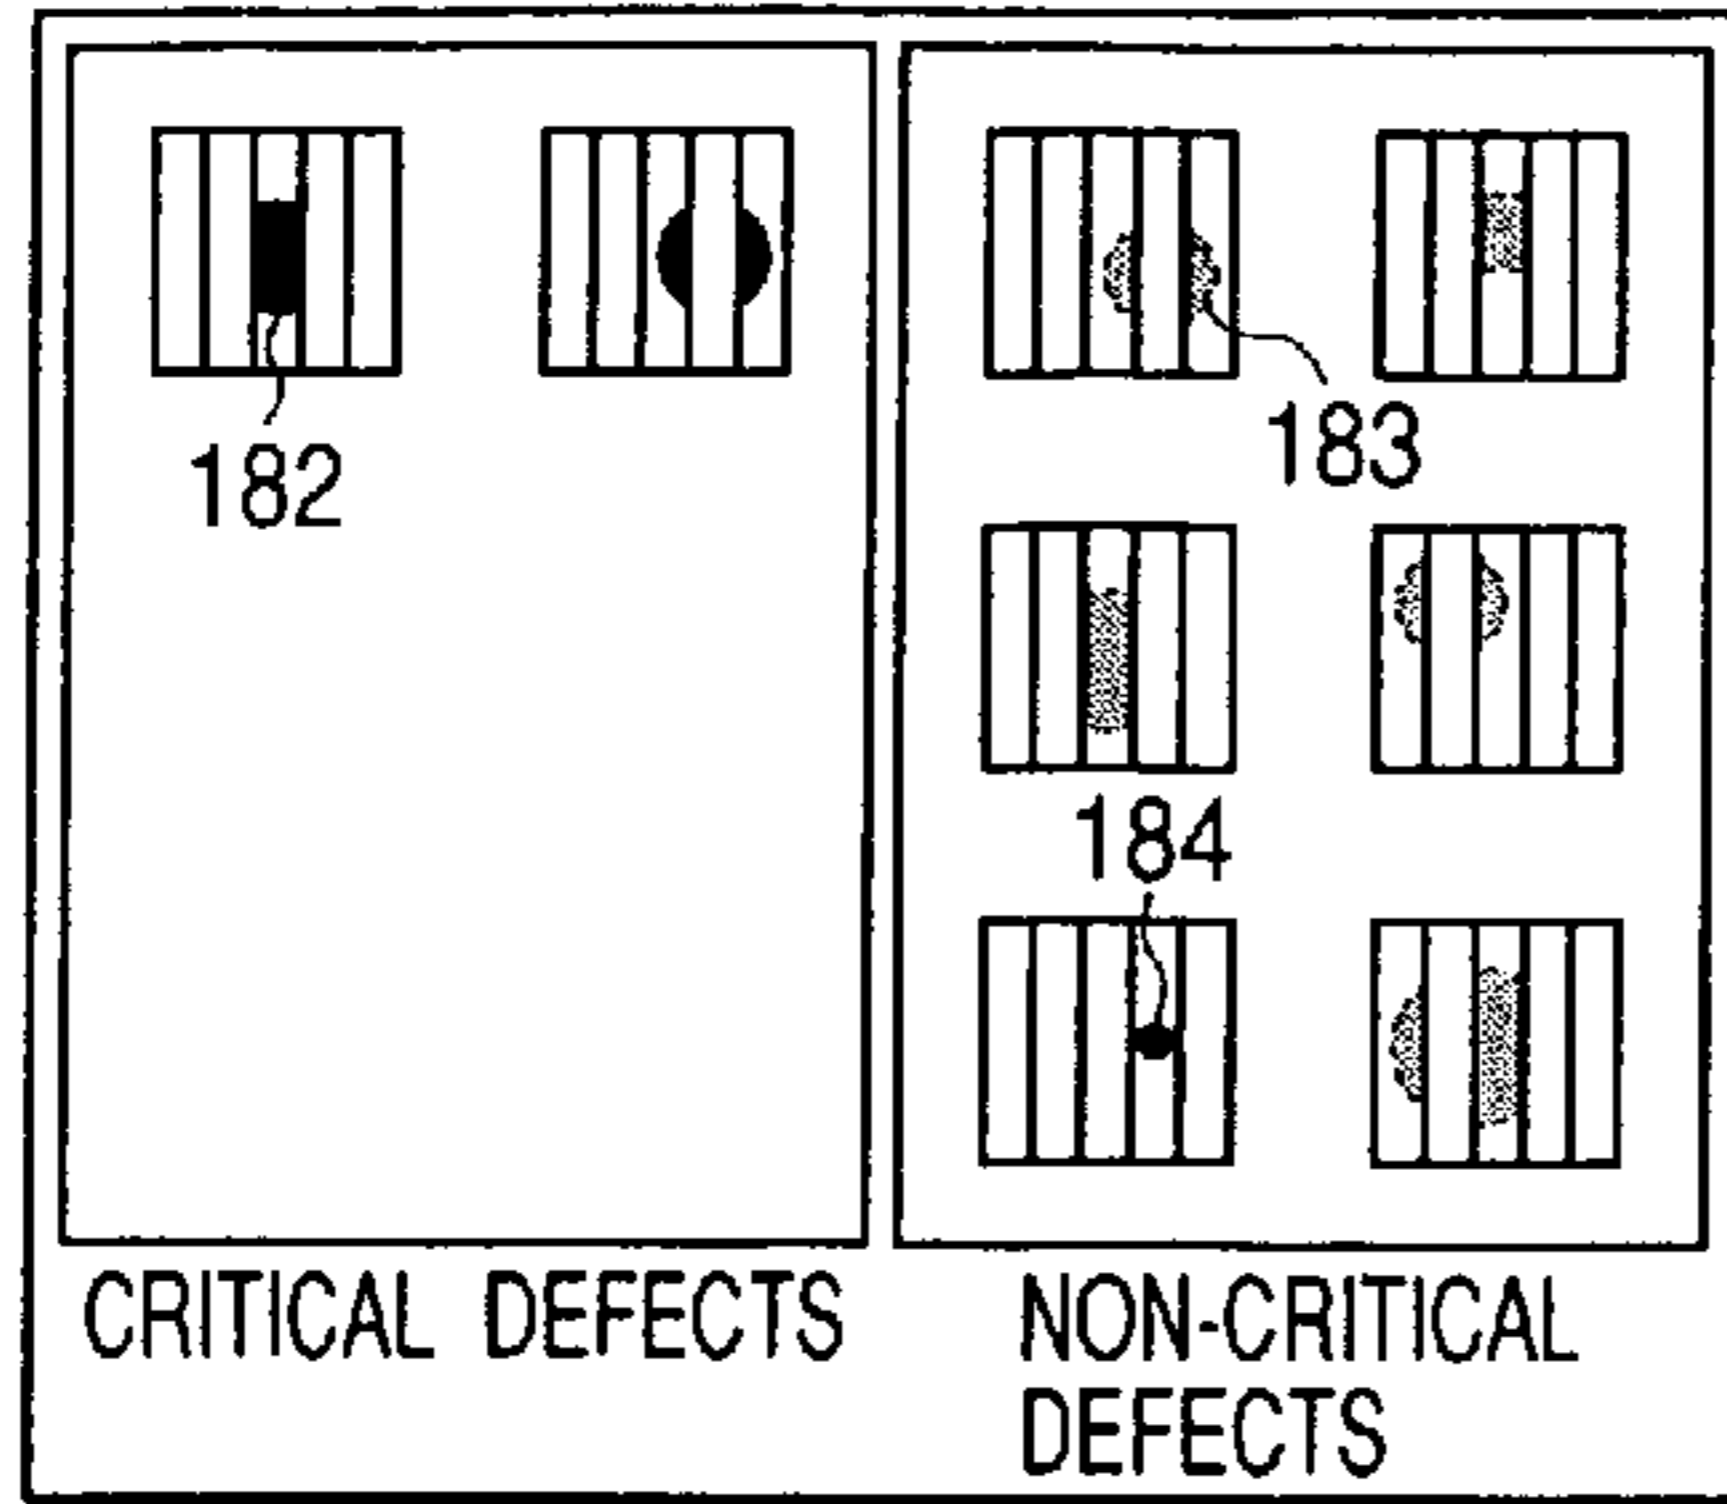 182
183
184
CRITICAL DEFECTS
NON-CRITICAL
DEFECTS